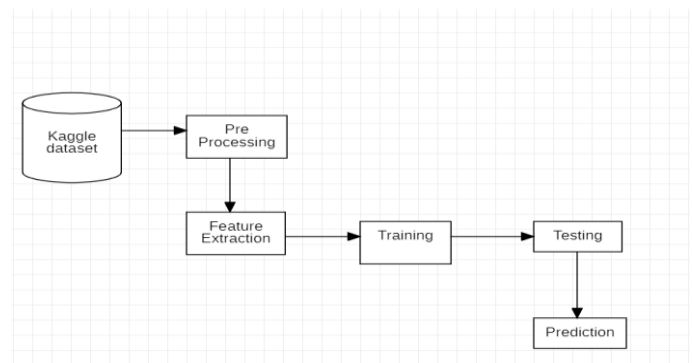 Kaggle
dataset
Pre
Processing
Feature
Extraction
Training
Testing
Prediction